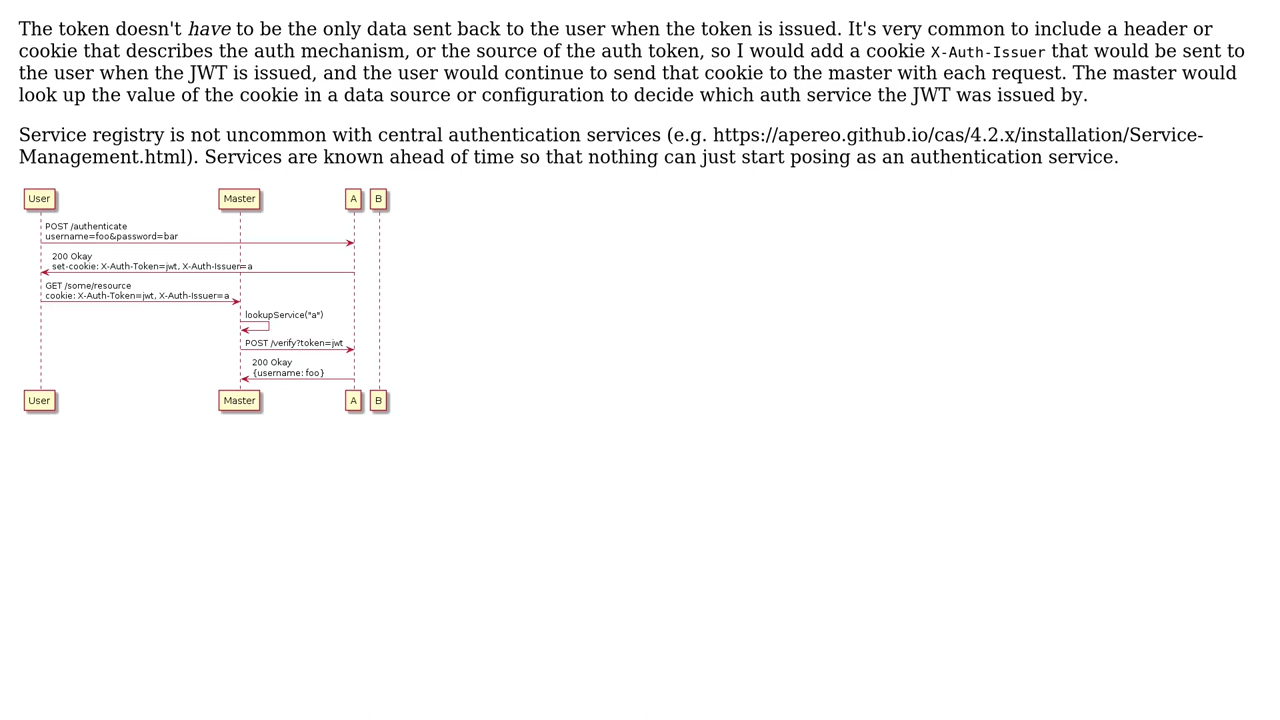 The token doesn't have to be the only data sent back to the user when the token is issued. It's very common to include a header or
cookie that describes the auth mechanism, or the source of the auth token, so I would add a cookie X-Auth-Issuer that would be sent to
the user when the JWT is issued, and the user would continue to send that cookie to the master with each request. The master would
look up the value of the cookie in a data source or configuration to decide which auth service the JWT was issued by.
Service registry is not uncommon with central authentication services (e.g. https://apereo.github.io/cas/4.2.x/installation/Service-
Management.html). Services are known ahead of time so that nothing can just start posing as an authentication service.
User Master A B
POST /authenticate
username=foo&password=bar
200 Okay
set-cookie: X-Auth-Token=jwt, X-Auth-Issuer=a
GET /some/resource
cookie: X-Auth-Token=jwt, X-Auth-Issuer=a
lookupService("a")
POST /verify?token=jwt
200 Okay
{username: foo}
User Master A B